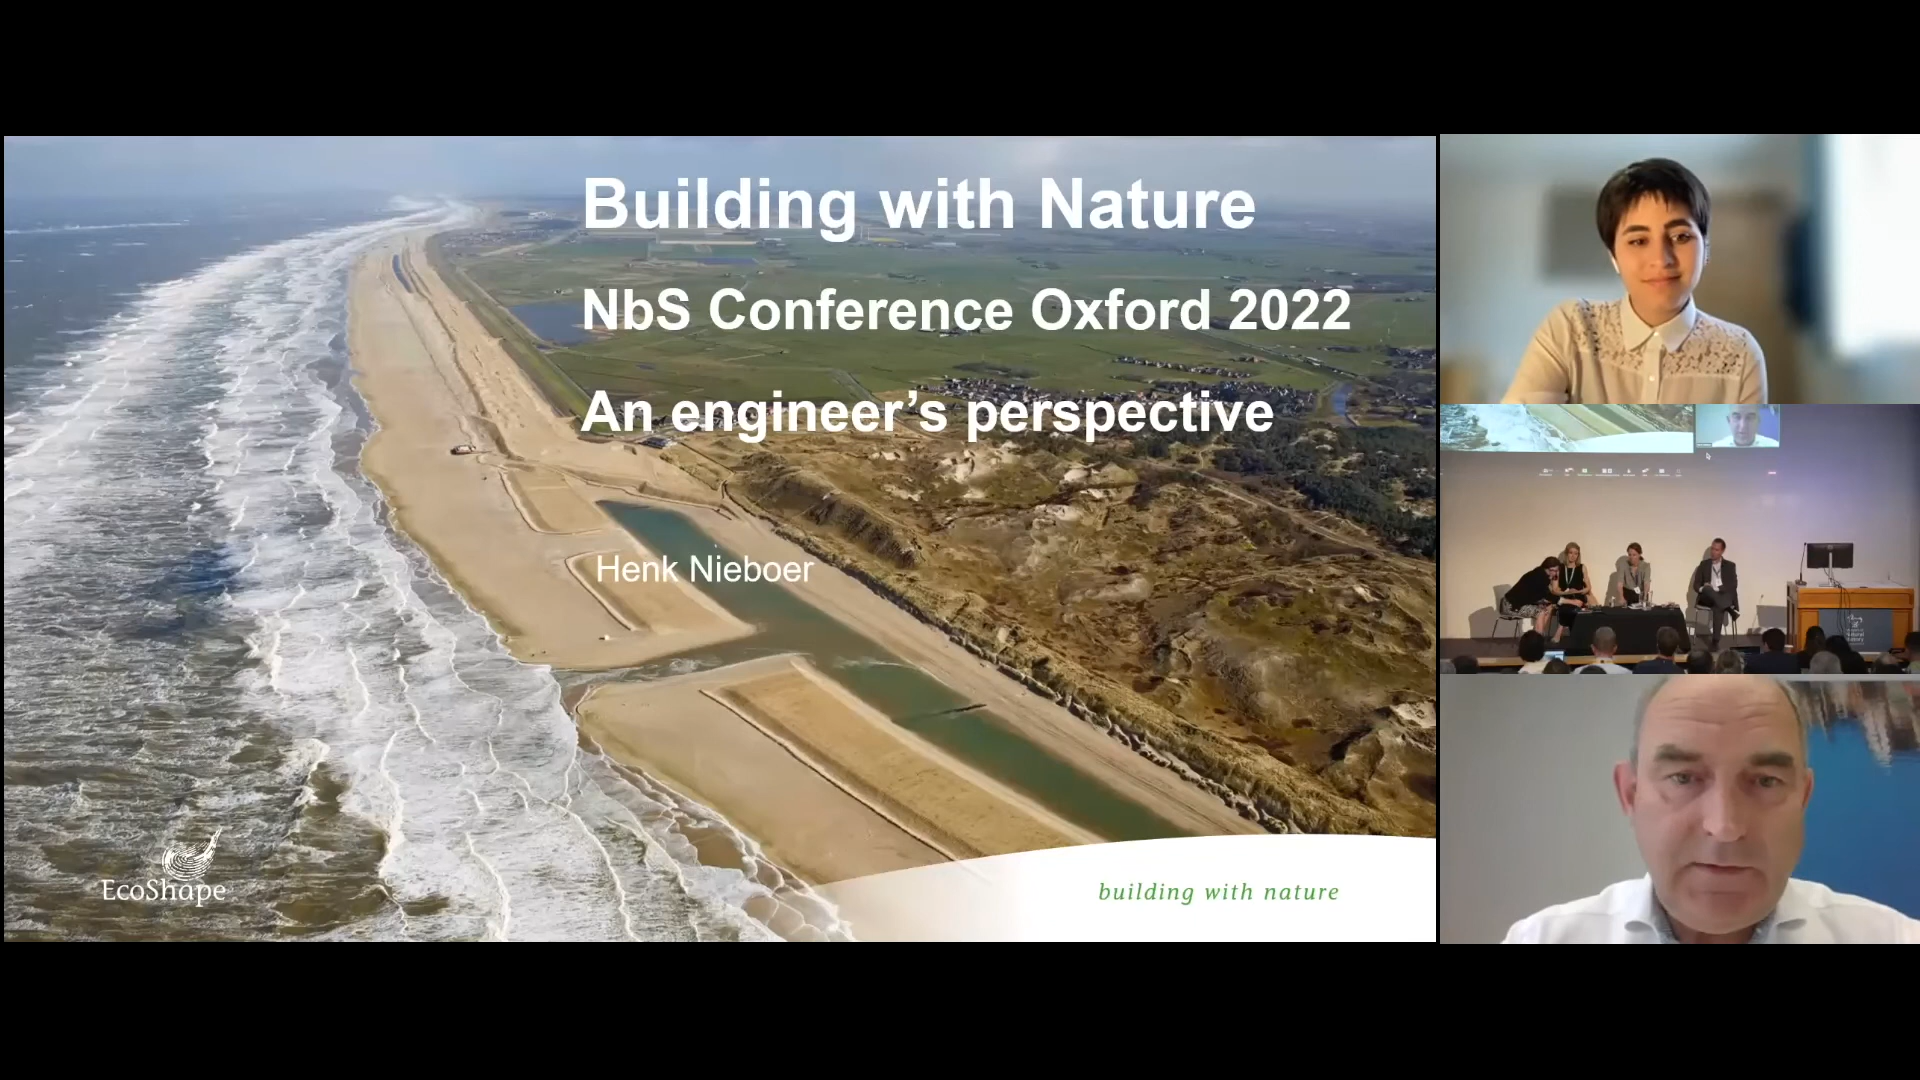 Building with Nature
NbS Conference Oxford 2022
An engineer’s perspective
Henk Nieboer
EcoShape
building with nature